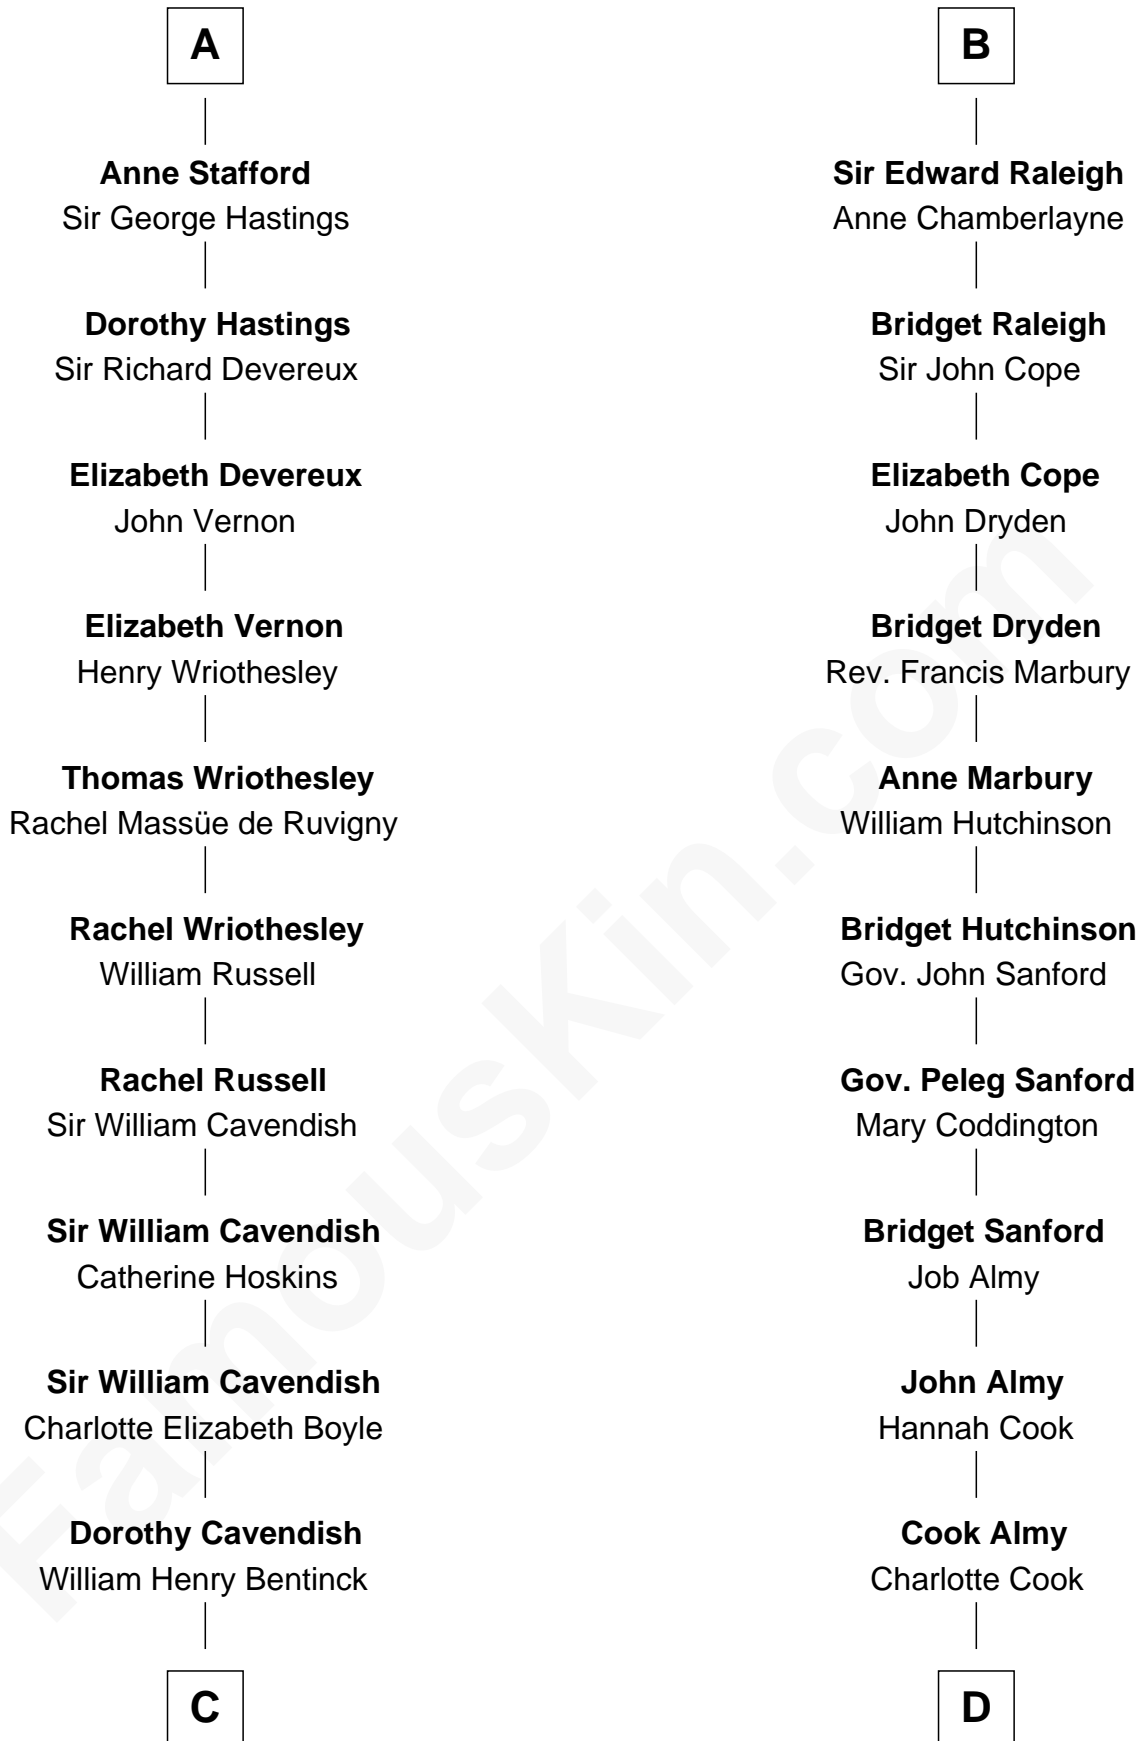 A
Anne Stafford
Sir George Hastings
Dorothy Hastings
Sir Richard Devereux
Elizabeth Devereux
John Vernon
Elizabeth Vernon
Henry Wriothesley
Thomas Wriothesley
Rachel Massüe de Ruvigny
Rachel Wriothesley
William Russell
Rachel Russell
Sir William Cavendish
Sir William Cavendish
Catherine Hoskins
Sir William Cavendish
Charlotte Elizabeth Boyle
Dorothy Cavendish
William Henry Bentinck
C
B
Sir Edward Raleigh
Anne Chamberlayne
Bridget Raleigh
Sir John Cope
Elizabeth Cope
John Dryden
Bridget Dryden
Rev. Francis Marbury
Anne Marbury
William Hutchinson
Bridget Hutchinson
Gov. John Sanford
Gov. Peleg Sanford
Mary Coddington
Bridget Sanford
Job Almy
John Almy
Hannah Cook
Cook Almy
Charlotte Cook
D
FamousKin.com